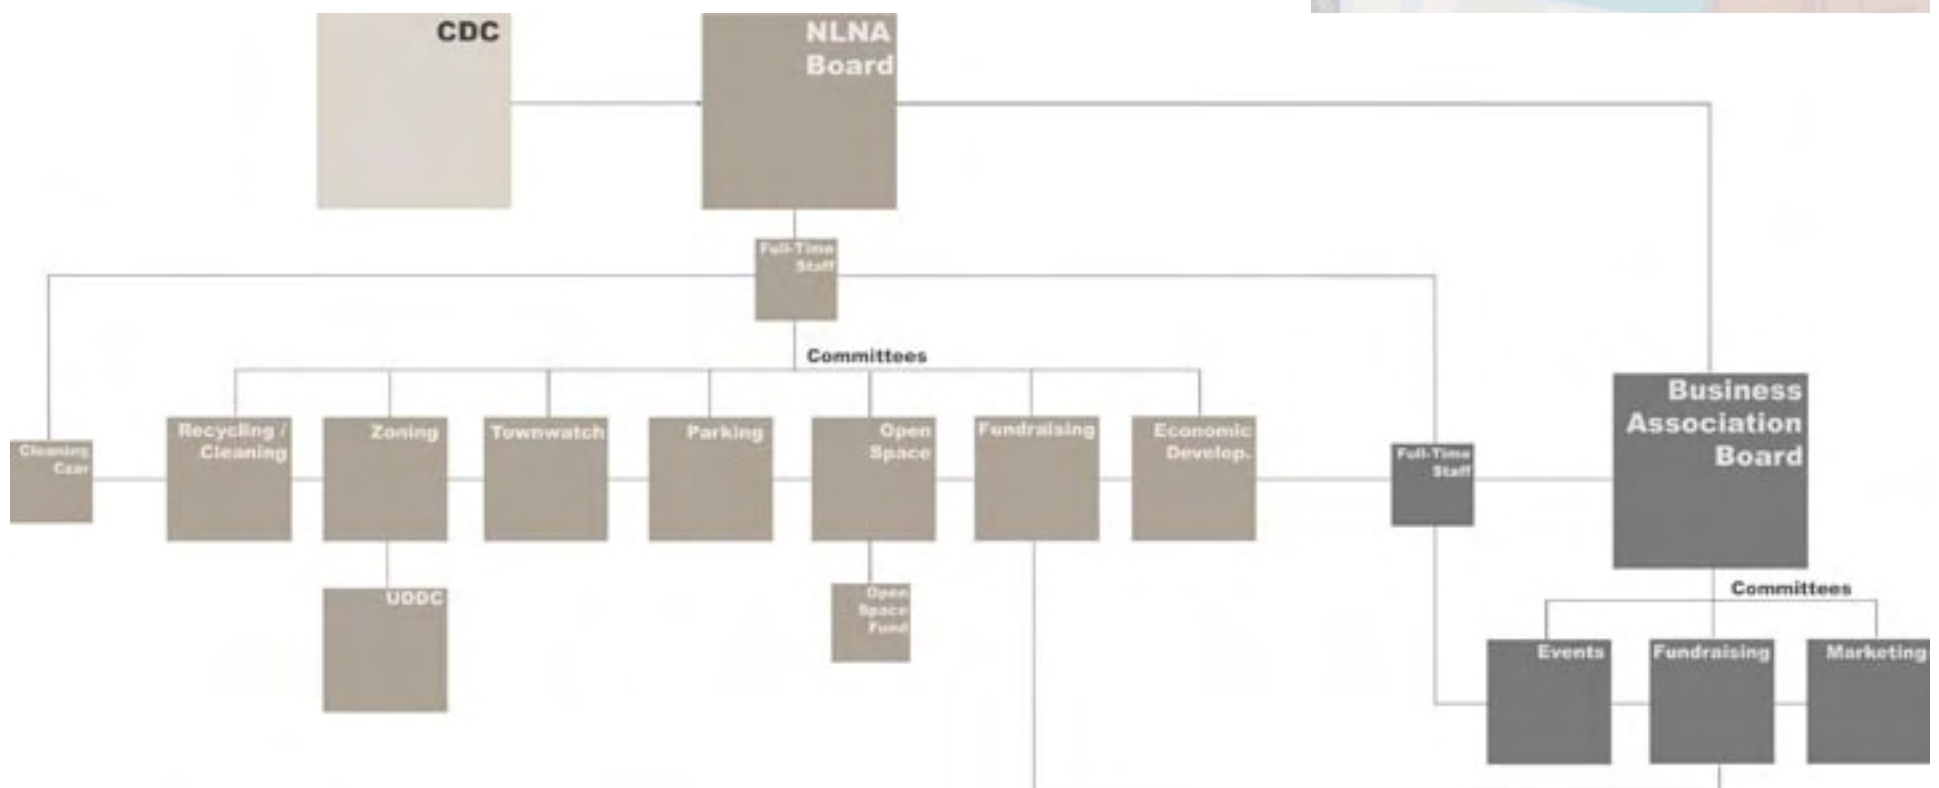 CDC
NLNA
Board
Full-Time
Staff
Committees
Business
Association
Board
Cleaning
Czar
Recycling /
Cleaning
Zoning
Townwatch
Parking
Open
Space
Fundraising
Economic
Develop.
Full-Time
Staff
UDDC
Open
Space
Fund
Committees
Events
Fundraising
Marketing